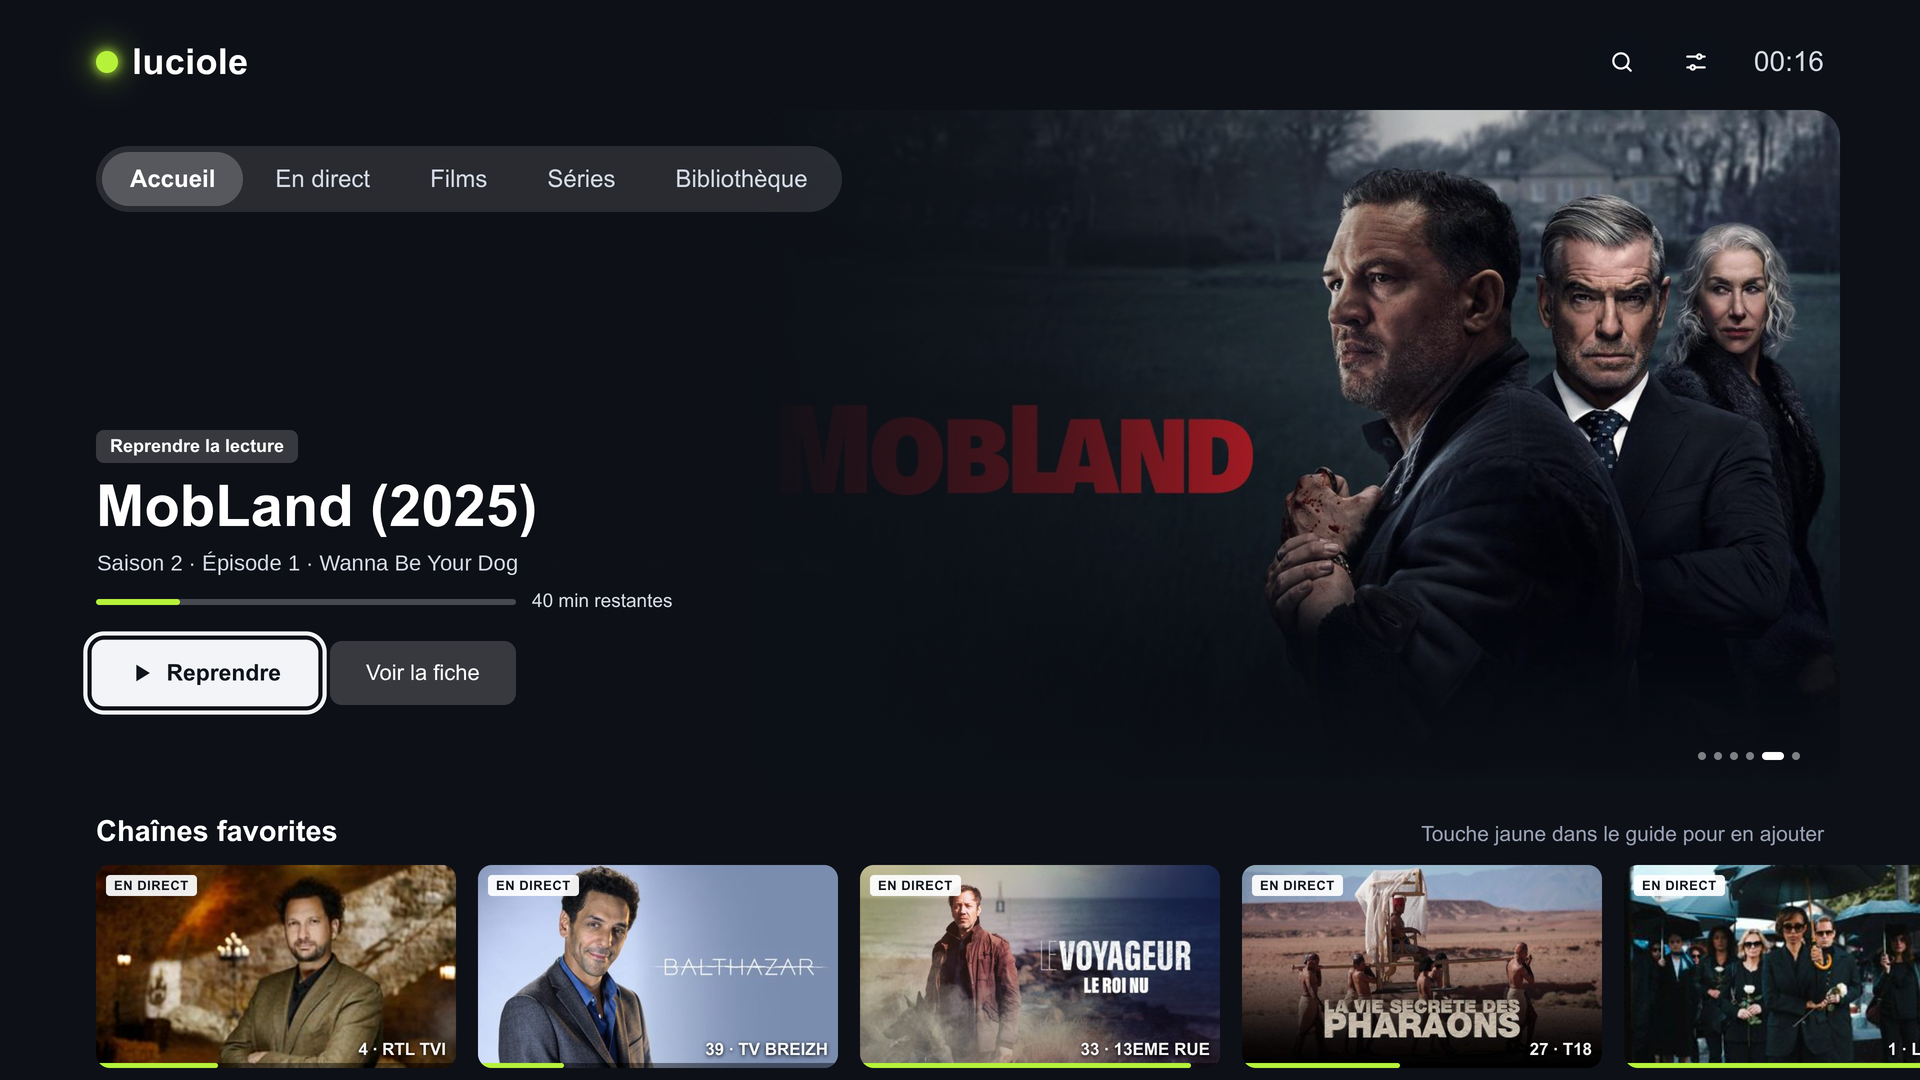 luciole
00:16
Accueil
En direct
Films
Séries
Bibliothèque
MOBLAND
Reprendre la lecture
MobLand (2025)
Saison 2 · Épisode 1 · Wanna Be Your Dog
40 min restantes
Reprendre
Voir la fiche
Chaînes favorites
Touche jaune dans le guide pour en ajouter
EN DIRECT
4 · RTL TVI
EN DIRECT
BALTHAZAR
39 · TV BREIZH
EN DIRECT
LE VOYAGEUR
LE ROI NU
33 · 13EME RUE
EN DIRECT
LA VIE SECRÈTE DES
PHARAONS
27 · T18
EN DIRECT
1 · L